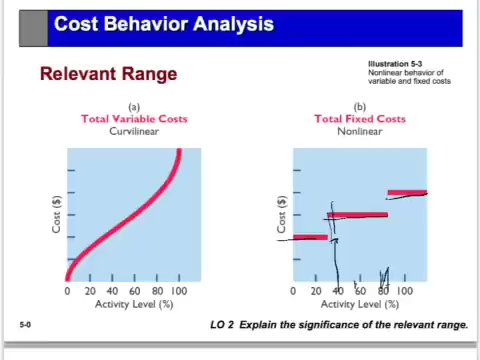 Cost Behavior Analysis
Relevant Range
Illustration 5-3
Nonlinear behavior of
variable and fixed costs
(a)
Total Variable Costs
Curvilinear
Cost ($)
0 20 40 60 80 100
Activity Level (%)
(b)
Total Fixed Costs
Nonlinear
Cost ($)
0 20 40 60 80 100
Activity Level (%)
5-0
LO 2 Explain the significance of the relevant range.